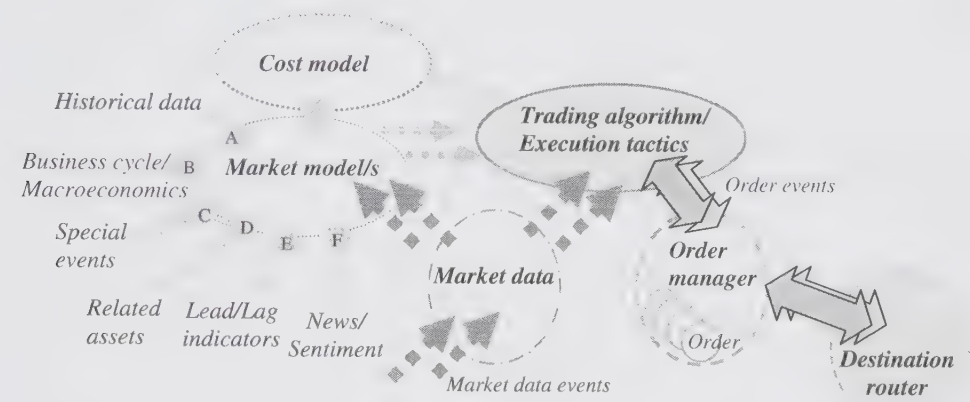 Cost model
Historical data
Trading algorithm/
Execution tactics
A
Business cycle/
Macroeconomics
B
Market model/s
Order events
C
D
E
F
Special
events
Order
manager
Market data
Related
assets
Lead/Lag
indicators
News/
Sentiment
Order
Destination
router
Market data events